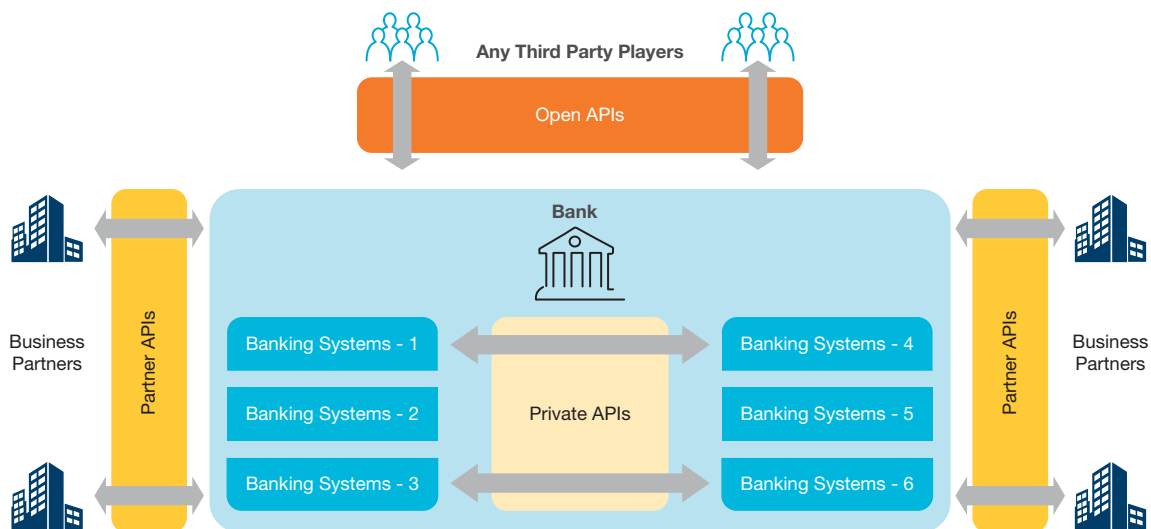 Any Third Party Players
Open APIs
Bank
Business
Partners
Partner APIs
Banking Systems - 1
Banking Systems - 2
Banking Systems - 3
Private APIs
Banking Systems - 4
Banking Systems - 5
Banking Systems - 6
Partner APIs
Business
Partners